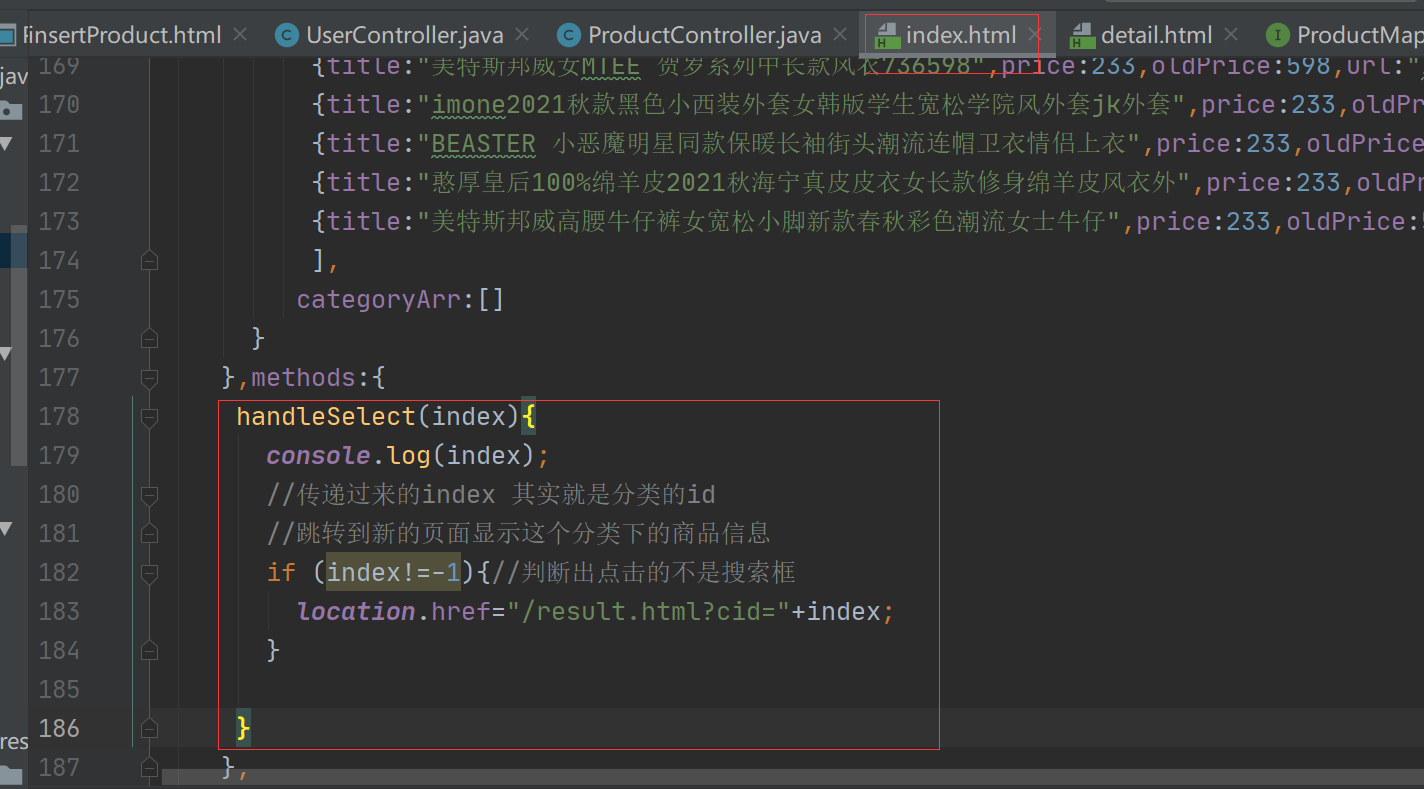 insertProduct.html UserController.java ProductController.java index.html detail.html ProductMap
jav
169 {title:"美特斯邦威女MTEE 贺岁系列中长款风衣736598",price:233,oldPrice:598,url:"
170 {title:"imone2021秋款黑色小西装外套女韩版学生宽松学院风外套jk外套",price:233,oldPr
171 {title:"BEASTER 小恶魔明星同款保暖长袖街头潮流连帽卫衣情侣上衣",price:233,oldPrice
172 {title:"憨厚皇后100%绵羊皮2021秋海宁真皮皮衣女长款修身绵羊皮风衣外",price:233,oldPr
173 {title:"美特斯邦威高腰牛仔裤女宽松小脚新款春秋彩色潮流女士牛仔",price:233,oldPrice:
174 ],
175 categoryArr:[]
176 }
177 },methods:{
178 handleSelect(index){
179 console.log(index);
180 //传递过来的index 其实就是分类的id
181 //跳转到新的页面显示这个分类下的商品信息
182 if (index!==-1){//判断出点击的不是搜索框
183 location.href="/result.html?cid="+index;
184 }
185
186 }
res
187 },